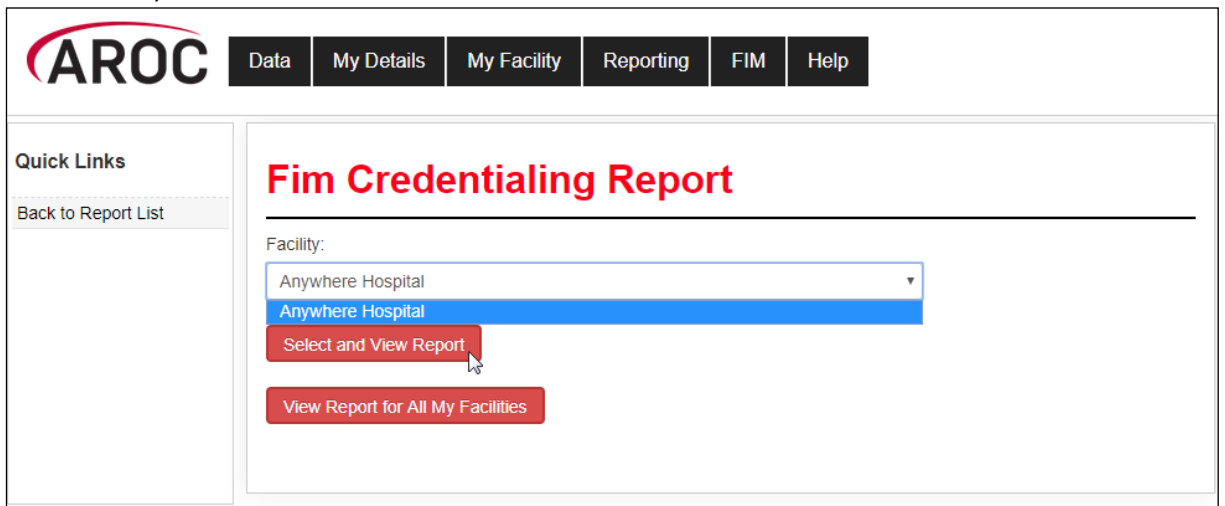 AROC
Data My Details My Facility Reporting FIM Help
Quick Links
Back to Report List
Fim Credentialing Report
Facility:
Anywhere Hospital
Anywhere Hospital
Select and View Report
View Report for All My Facilities